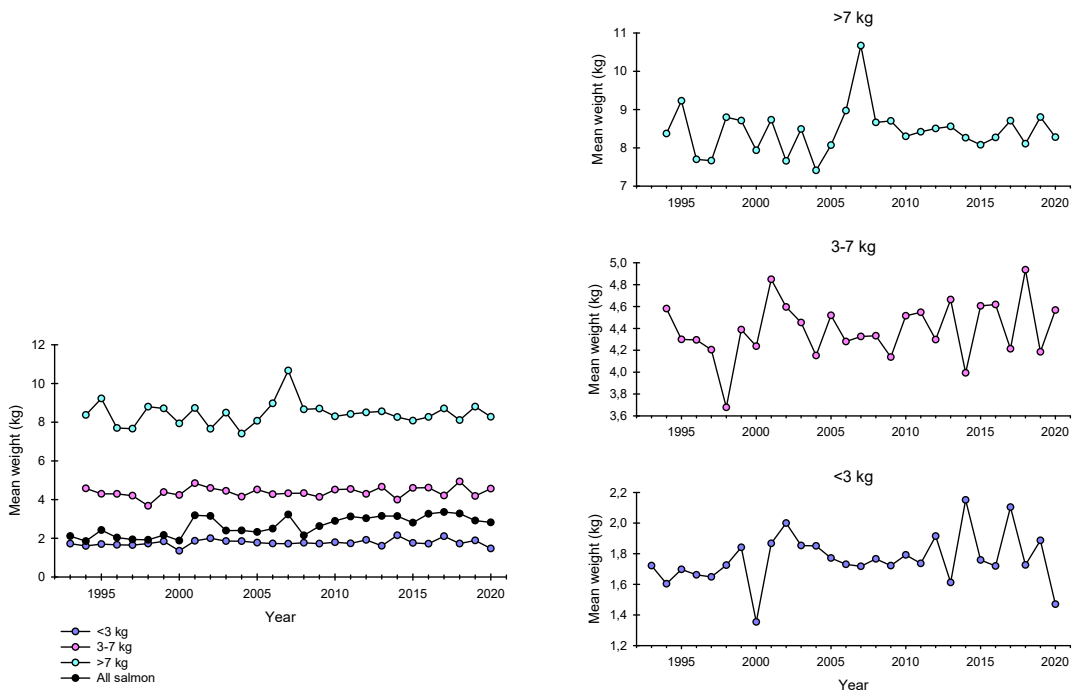 12
10
8
6
4
2
0
Mean weight (kg)
1995 2000 2005 2010 2015 2020
Year
<3 kg
3-7 kg
>7 kg
All salmon
>7 kg
11
10
9
8
7
Mean weight (kg)
1995 2000 2005 2010 2015 2020
3-7 kg
5,0
4,8
4,6
4,4
4,2
4,0
3,8
3,6
Mean weight (kg)
1995 2000 2005 2010 2015 2020
<3 kg
2,2
2,0
1,8
1,6
1,4
1,2
Mean weight (kg)
1995 2000 2005 2010 2015 2020
Year